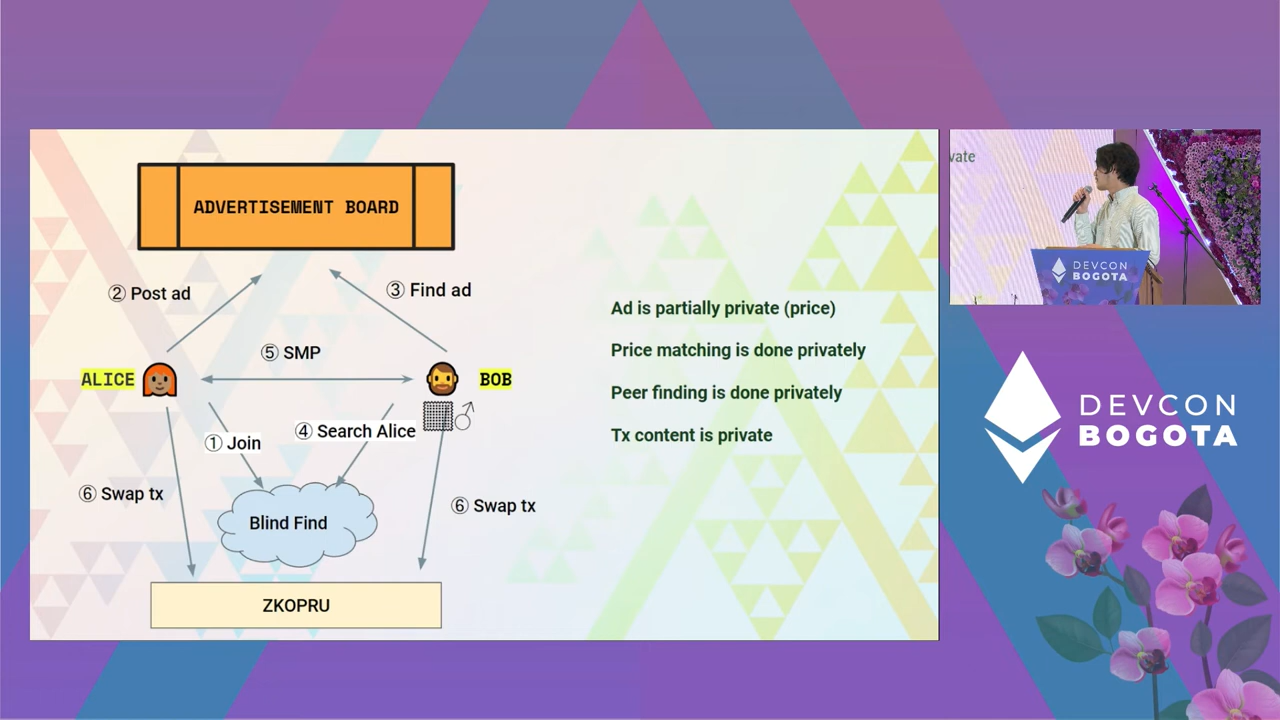 ADVERTISEMENT BOARD
② Post ad
③ Find ad
⑤ SMP
ALICE
BOB
① Join
④ Search Alice
⑥ Swap tx
⑥ Swap tx
Blind Find
ZKOPRU
Ad is partially private (price)
Price matching is done privately
Peer finding is done privately
Tx content is private
vate
DEVCON
BOGOTA
DEVCON
BOGOTA